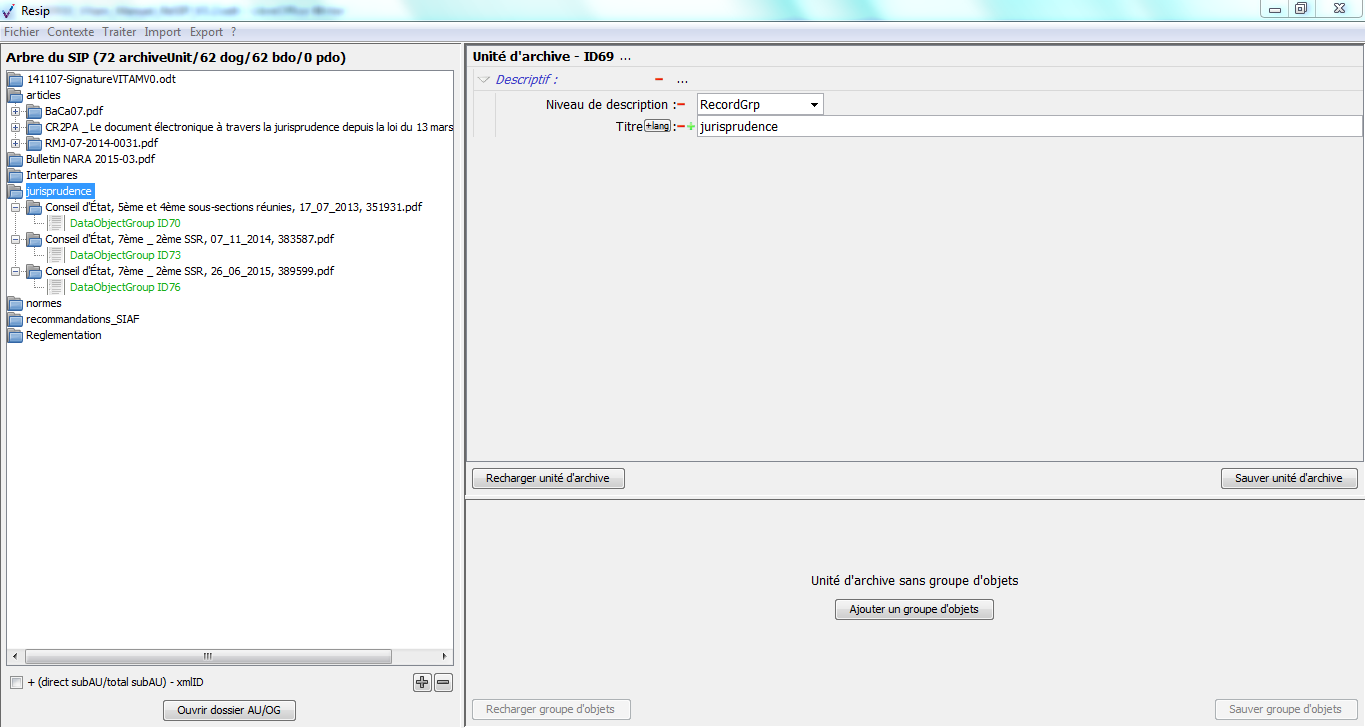 Resip
Fichier Contexte Traiter Import Export ?
Arbre du SIP (72 archiveUnit/62 dog/62 bdo/0 pdo)
141107-SignatureVITAMV0.odt
articles
BaCa07.pdf
CR2PA _ Le document électronique à travers la jurisprudence depuis la loi du 13 mars
RMJ-07-2014-0031.pdf
Bulletin NARA 2015-03.pdf
Interpares
jurisprudence
Conseil d'État, 5ème et 4ème sous-sections réunies, 17_07_2013, 351931.pdf
DataObjectGroup ID70
Conseil d'État, 7ème _ 2ème SSR, 07_11_2014, 383587.pdf
DataObjectGroup ID73
Conseil d'État, 7ème _ 2ème SSR, 26_06_2015, 389599.pdf
DataObjectGroup ID76
normes
recommandations_SIAF
Reglementation
+ (direct subAU/total subAU) - xmlID
Ouvrir dossier AU/OG
Unité d'archive - ID69 ...
Descriptif : ...
Niveau de description : RecordGrp
Titre +lang : jurisprudence
Recharger unité d'archive
Sauver unité d'archive
Unité d'archive sans groupe d'objets
Ajouter un groupe d'objets
Recharger groupe d'objets
Sauver groupe d'objets